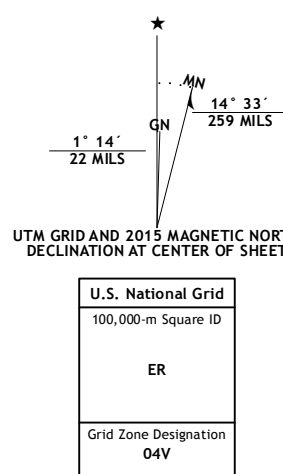 ★
MN
GN
14° 33´
259 MILS
1° 14´
22 MILS
UTM GRID AND 2015 MAGNETIC NORT
DECLINATION AT CENTER OF SHEET
U.S. National Grid
100,000-m Square ID
ER
Grid Zone Designation
04V